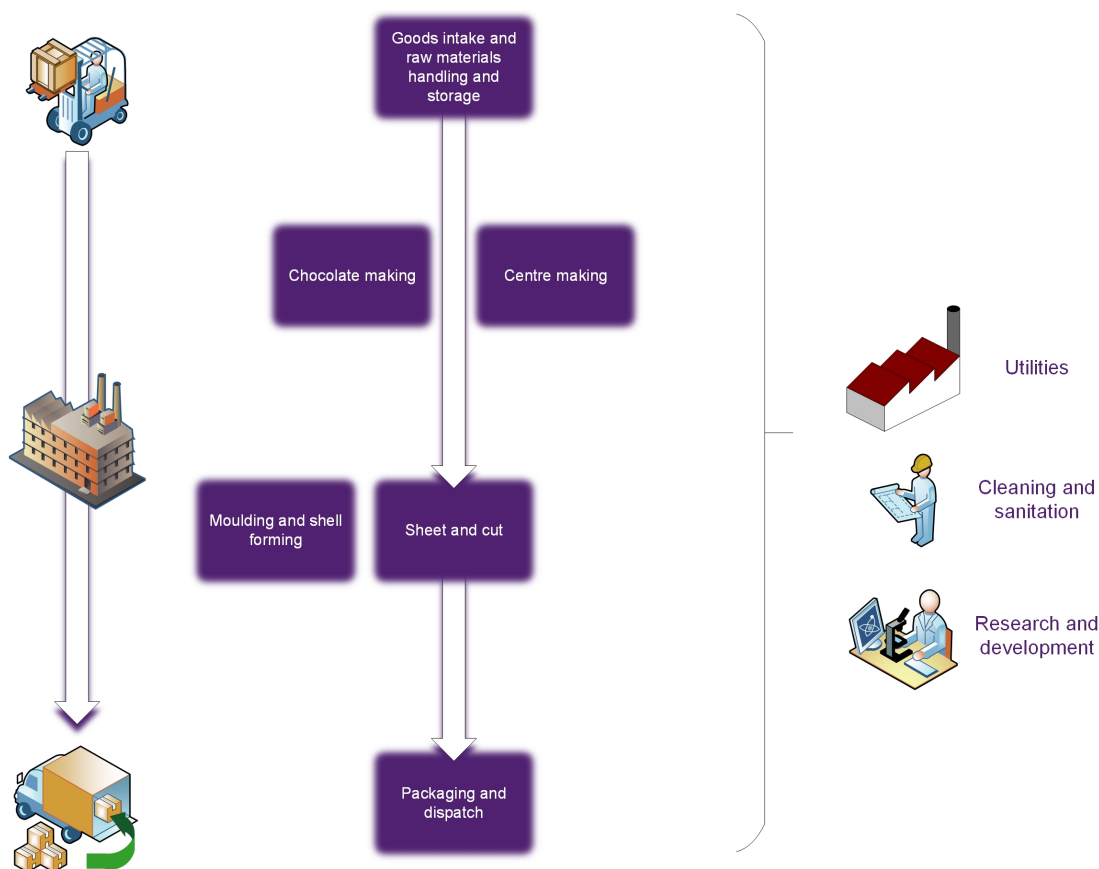 Goods intake and
raw materials
handling and
storage
Chocolate making
Centre making
Moulding and shell
forming
Sheet and cut
Packaging and
dispatch
Utilities
Cleaning and
sanitation
Research and
development